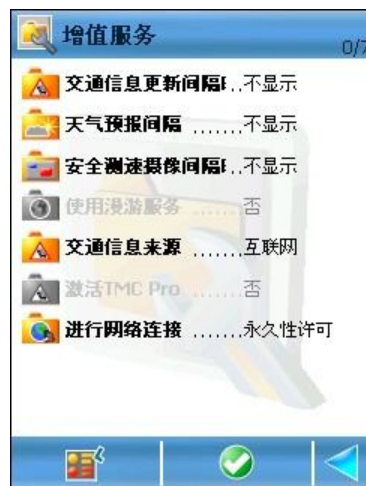 增值服务
0/7
交通信息更新间隔..不显示
天气预报间隔.......不显示
安全测速摄像间隔..不显示
使用漫游服务.......否
交通信息来源.......互联网
激活TMC Pro.......否
进行网络连接.......永久性许可